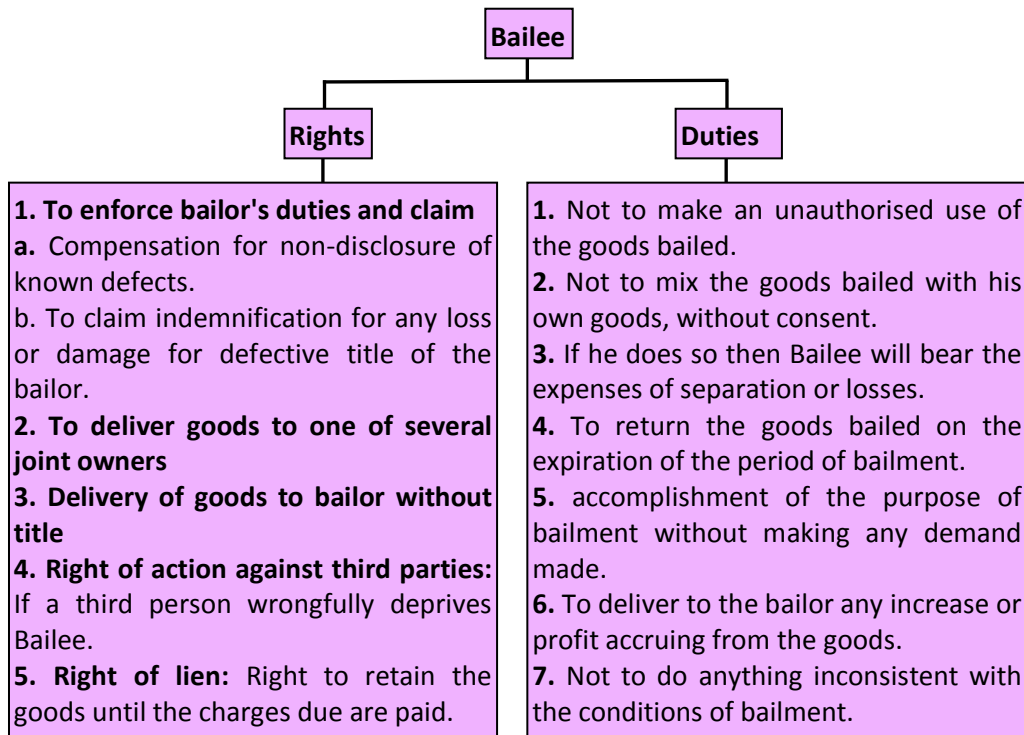 Bailee
Rights
Duties
1. To enforce bailor's duties and claim
a. Compensation for non-disclosure of
known defects.
b. To claim indemnification for any loss
or damage for defective title of the
bailor.
2. To deliver goods to one of several
joint owners
3. Delivery of goods to bailor without
title
4. Right of action against third parties:
If a third person wrongfully deprives
Bailee.
5. Right of lien: Right to retain the
goods until the charges due are paid.
1. Not to make an unauthorised use of
the goods bailed.
2. Not to mix the goods bailed with his
own goods, without consent.
3. If he does so then Bailee will bear the
expenses of separation or losses.
4. To return the goods bailed on the
expiration of the period of bailment.
5. accomplishment of the purpose of
bailment without making any demand
made.
6. To deliver to the bailor any increase or
profit accruing from the goods.
7. Not to do anything inconsistent with
the conditions of bailment.